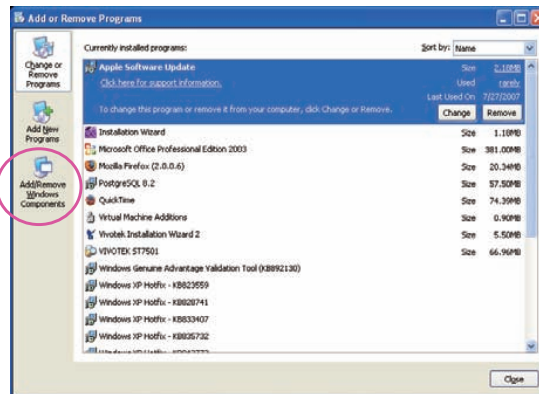 Add or Remove Programs
Change or
Remove
Programs
Add New
Programs
Add/Remove
Windows
Components
Currently installed programs:
Sort by: Name
Apple Software Update
Size 2.10MB
Click here for support information.
Used rarely
Last Used On 7/27/2007
To change this program or remove it from your computer, click Change or Remove.
Change
Remove
Installation Wizard Size 1.18MB
Microsoft Office Professional Edition 2003 Size 381.00MB
Mozilla Firefox (2.0.0.6) Size 20.34MB
PostgreSQL 8.2 Size 57.50MB
QuickTime Size 74.39MB
Virtual Machine Additions Size 0.90MB
Vivotek Installation Wizard 2 Size 5.50MB
VIVOTEK ST7501 Size 66.96MB
Windows Genuine Advantage Validation Tool (KB892130)
Windows XP Hotfix - KB823559
Windows XP Hotfix - KB828741
Windows XP Hotfix - KB833407
Windows XP Hotfix - KB835732
Windows XP Hotfix
Close